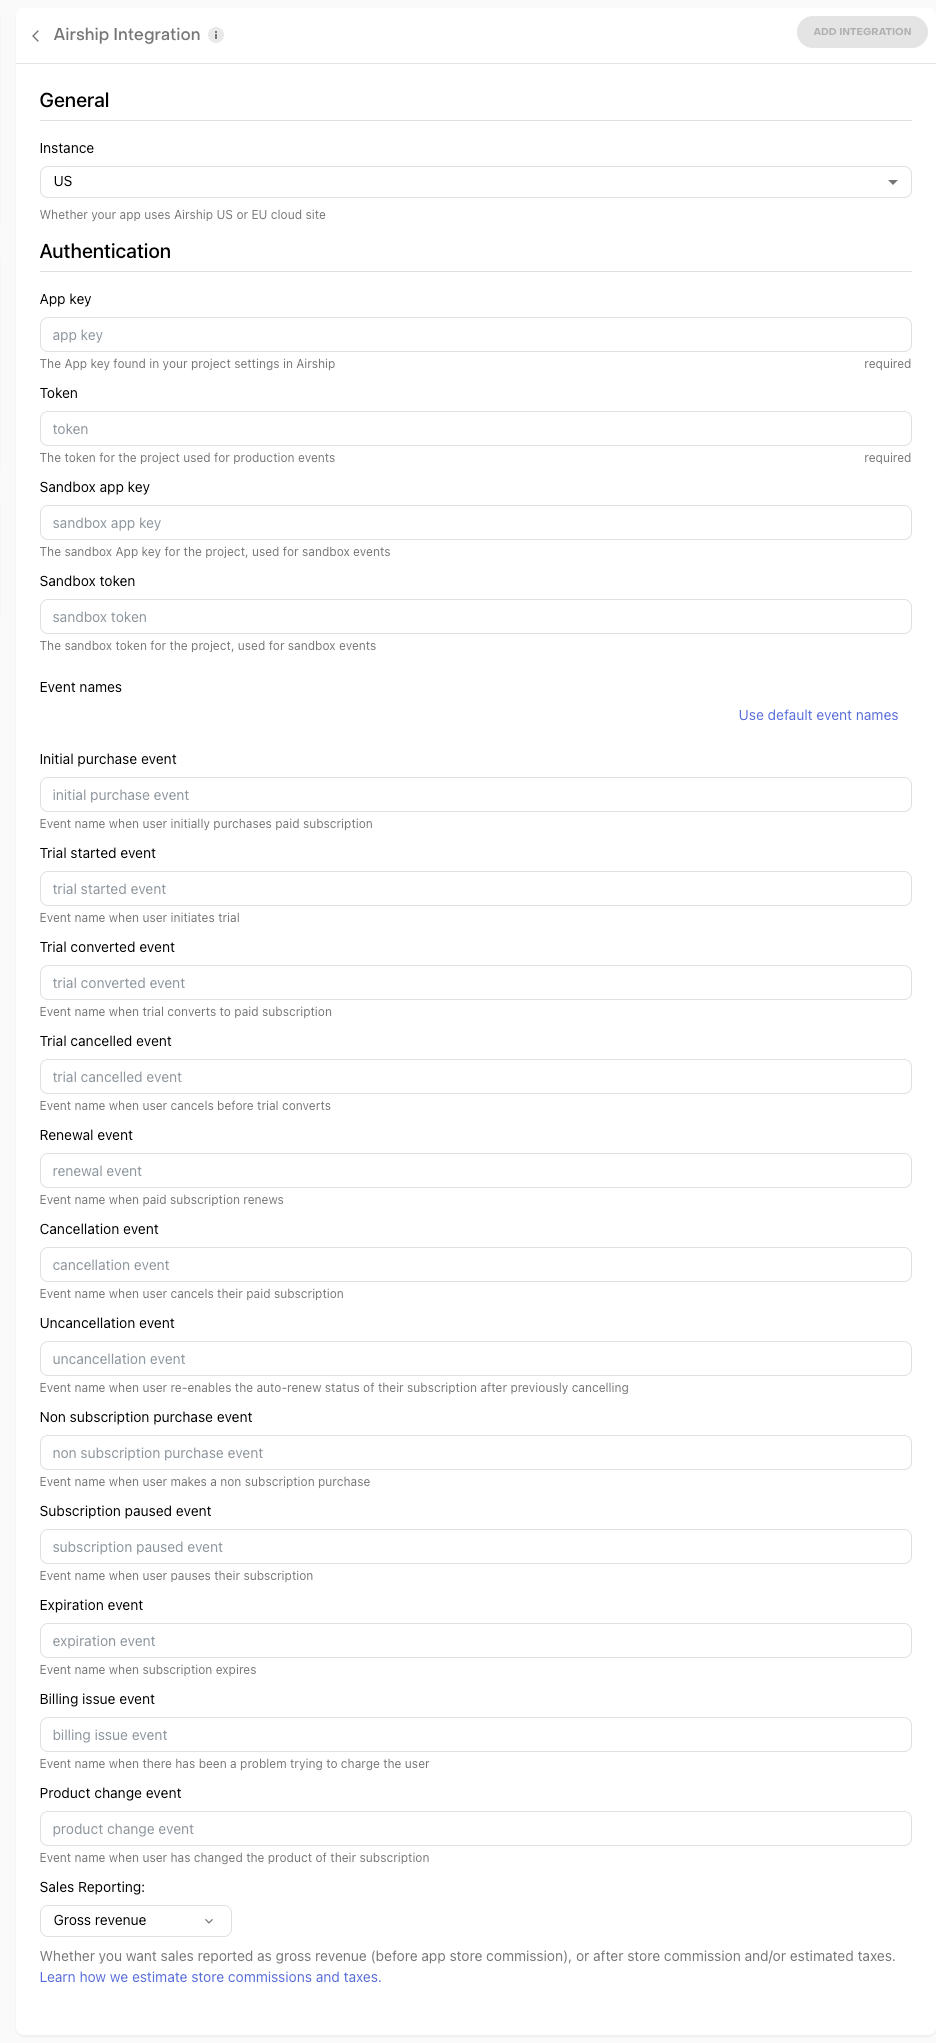 Airship Integration
ADD INTEGRATION
General
Instance
US
Whether your app uses Airship US or EU cloud site
Authentication
App key
app key
The App key found in your project settings in Airship required
Token
token
The token for the project used for production events required
Sandbox app key
sandbox app key
The sandbox App key for the project, used for sandbox events
Sandbox token
sandbox token
The sandbox token for the project, used for sandbox events
Event names
Use default event names
Initial purchase event
initial purchase event
Event name when user initially purchases paid subscription
Trial started event
trial started event
Event name when user initiates trial
Trial converted event
trial converted event
Event name when trial converts to paid subscription
Trial cancelled event
trial cancelled event
Event name when user cancels before trial converts
Renewal event
renewal event
Event name when paid subscription renews
Cancellation event
cancellation event
Event name when user cancels their paid subscription
Uncancellation event
uncancellation event
Event name when user re-enables the auto-renew status of their subscription after previously cancelling
Non subscription purchase event
non subscription purchase event
Event name when user makes a non subscription purchase
Subscription paused event
subscription paused event
Event name when user pauses their subscription
Expiration event
expiration event
Event name when subscription expires
Billing issue event
billing issue event
Event name when there has been a problem trying to charge the user
Product change event
product change event
Event name when user has changed the product of their subscription
Sales Reporting:
Gross revenue
Whether you want sales reported as gross revenue (before app store commission), or after store commission and/or estimated taxes.
Learn how we estimate store commissions and taxes.